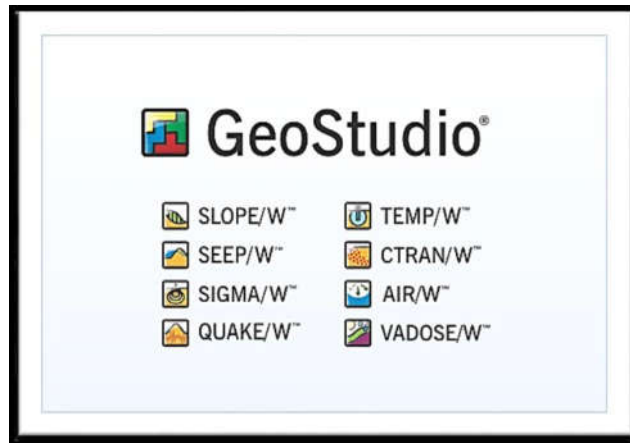 GeoStudio®
SLOPE/W™
SEEP/W™
SIGMA/W™
QUAKE/W™
TEMP/W™
CTRAN/W™
AIR/W™
VADOSE/W™